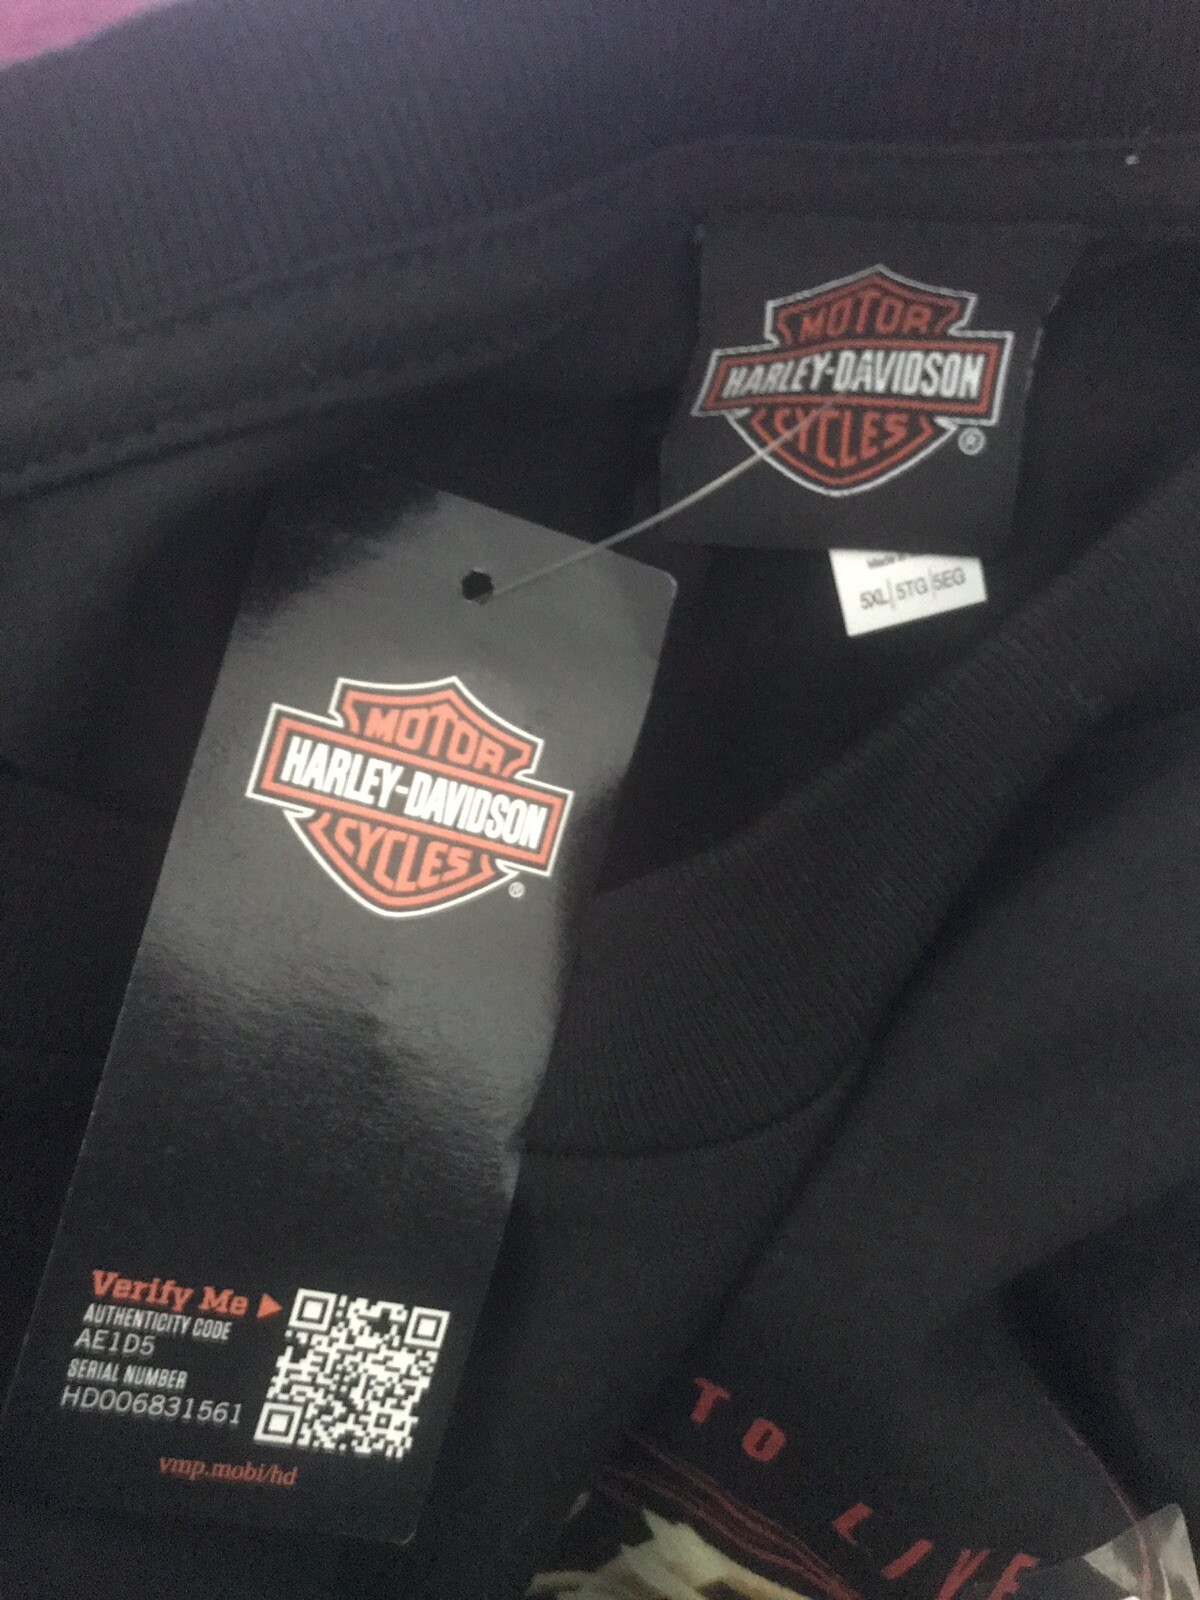 MOTOR
HARLEY-DAVIDSON
CYCLES
®
5XL/5TG/5EG
MOTOR
HARLEY-DAVIDSON
CYCLES
®
Verify Me
AUTHENTICITY CODE
AE1D5
SERIAL NUMBER
HD006831561
vmp.mobi/hd
TO LIVE